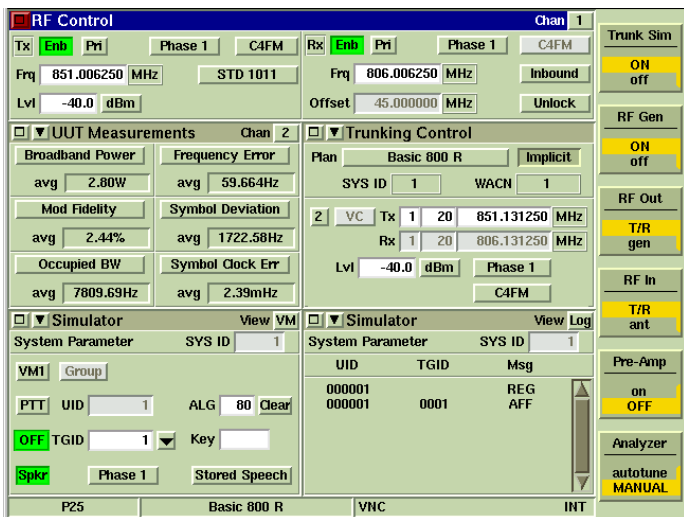 RF Control Chan 1
Tx Enb Pri Phase 1 C4FM
Frq 851.006250 MHz STD 1011
Lvl -40.0 dBm
Rx Enb Pri Phase 1 C4FM
Frq 806.006250 MHz Inbound
Offset 45.000000 MHz Unlock
UUT Measurements Chan 2
Broadband Power Frequency Error
avg 2.80W avg 59.664Hz
Mod Fidelity Symbol Deviation
avg 2.44% avg 1722.58Hz
Occupied BW Symbol Clock Err
avg 7809.69Hz avg 2.39mHz
Trunking Control
Plan Basic 800 R Implicit
SYS ID 1 WACN 1
2 VC Tx 1 20 851.131250 MHz
Rx 1 20 806.131250 MHz
Lvl -40.0 dBm Phase 1
C4FM
Simulator View VM
System Parameter SYS ID 1
VM1 Group
PTT UID 1 ALG 80 Clear
OFF TGID 1 Key
Spkr Phase 1 Stored Speech
Simulator View Log
System Parameter SYS ID 1
UID TGID Msg
000001 REG
000001 0001 AFF
P25 Basic 800 R VNC INT
Trunk Sim
ON
off
RF Gen
ON
off
RF Out
T/R
gen
RF In
T/R
ant
Pre-Amp
on
OFF
Analyzer
autotune
MANUAL